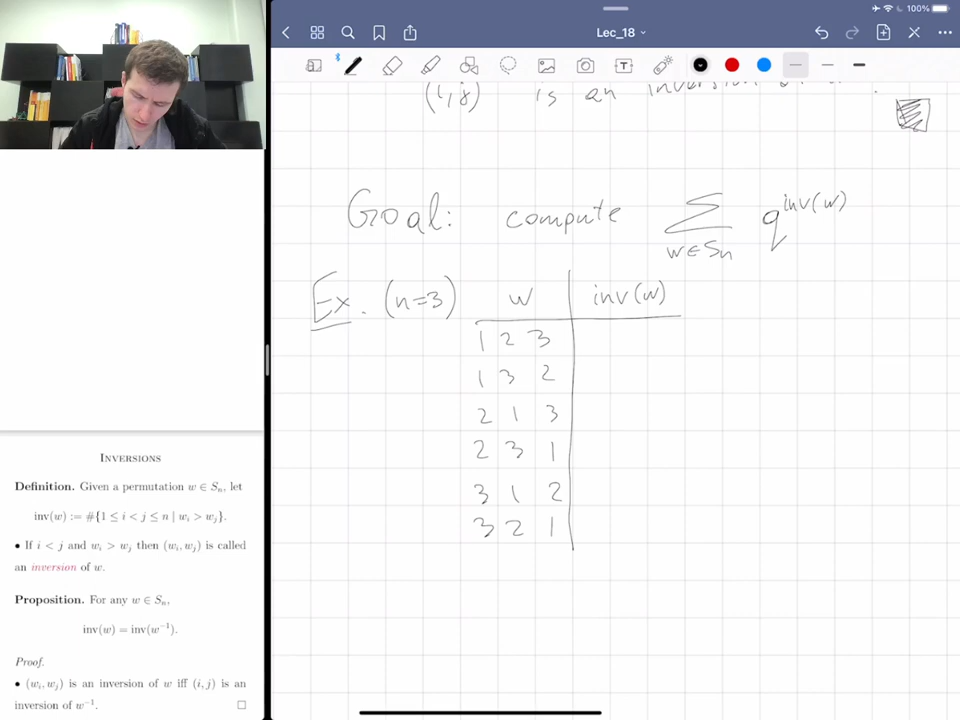 100%
Lec_18
(i,j) is an inversion
Goal: compute ∑ q^{inv(w)}
w∈Sn
Ex. (n=3) w inv(w)
1 2 3
1 3 2
2 1 3
2 3 1
3 1 2
3 2 1
INVERSIONS
Definition. Given a permutation w ∈ Sₙ, let
inv(w) := #{1 ≤ i < j ≤ n | wᵢ > wⱼ}.
• If i < j and wᵢ > wⱼ then (wᵢ, wⱼ) is called
an inversion of w.
Proposition. For any w ∈ Sₙ,
inv(w) = inv(w⁻¹).
Proof.
• (wᵢ, wⱼ) is an inversion of w iff (i, j) is an
inversion of w⁻¹. □